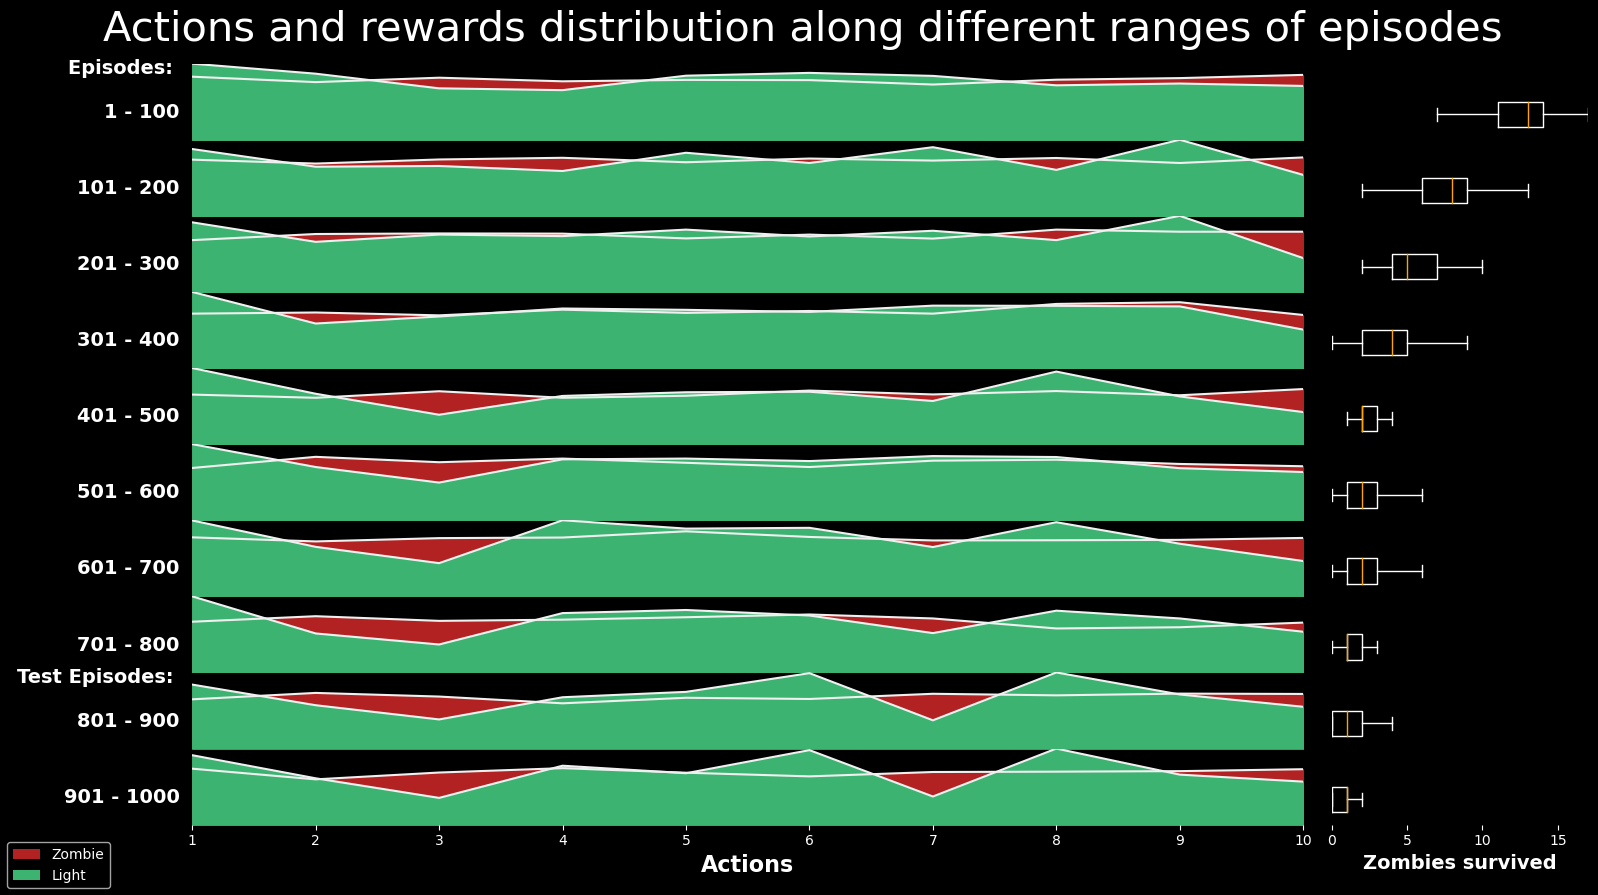 Actions and rewards distribution along different ranges of episodes
Episodes:
1 - 100
101 - 200
201 - 300
301 - 400
401 - 500
501 - 600
601 - 700
701 - 800
Test Episodes:
801 - 900
901 - 1000
1 2 3 4 5 6 7 8 9 10 0 5 10 15
Actions
Zombies survived
Zombie
Light